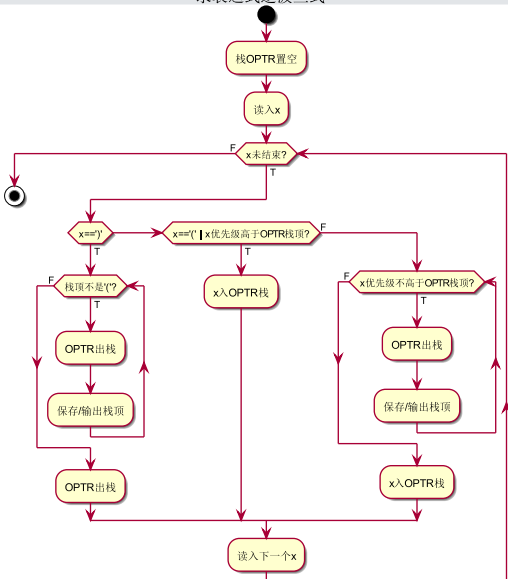 栈OPTR置空
读入x
x未结束?
F
T
x==')'
x=='(' | x优先级高于OPTR栈顶?
F
T
T
栈顶不是'('?
F
T
x入OPTR栈
x优先级不高于OPTR栈顶?
F
T
OPTR出栈
OPTR出栈
保存/输出栈顶
保存/输出栈顶
OPTR出栈
x入OPTR栈
读入下一个x